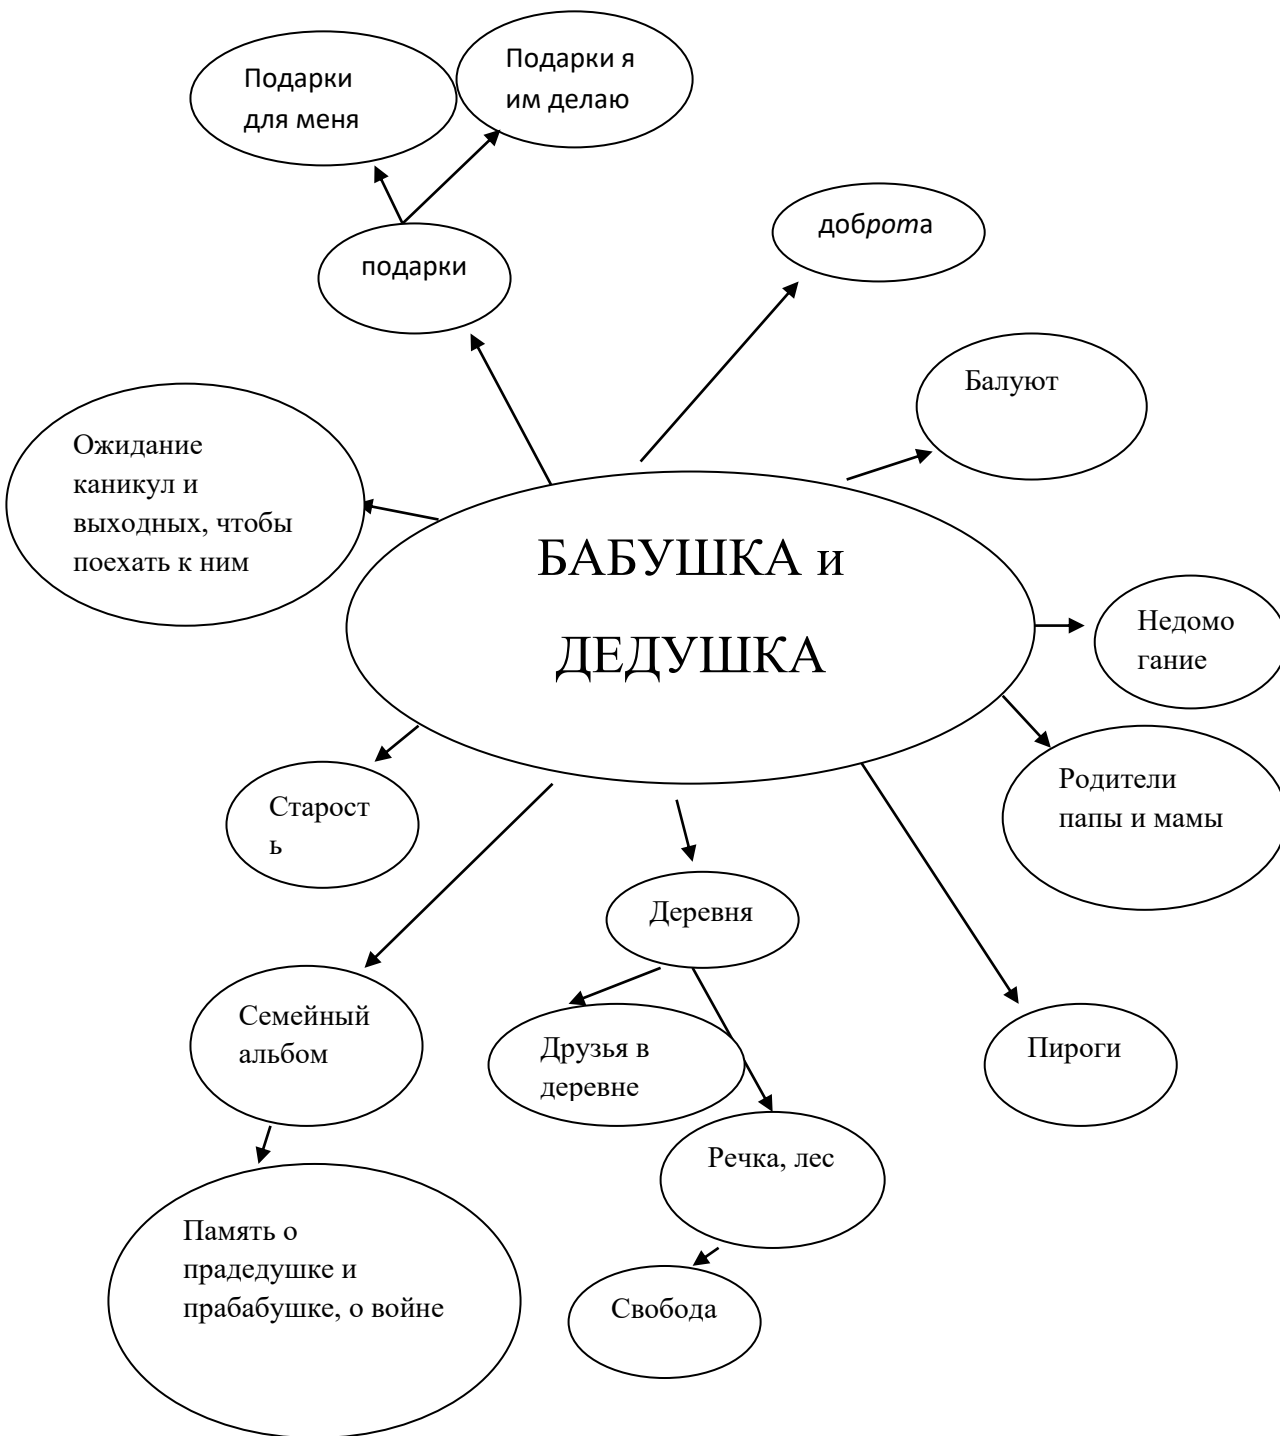 Подарки
для меня
Подарки я
им делаю
доброта
подарки
Балуют
Ожидание
каникул и
выходных, чтобы
поехать к ним
БАБУШКА и
ДЕДУШКА
Недомо
гание
Родители
папы и мамы
Старост
ь
Деревня
Семейный
альбом
Друзья в
деревне
Пироги
Речка, лес
Память о
прадедушке и
прабабушке, о войне
Свобода